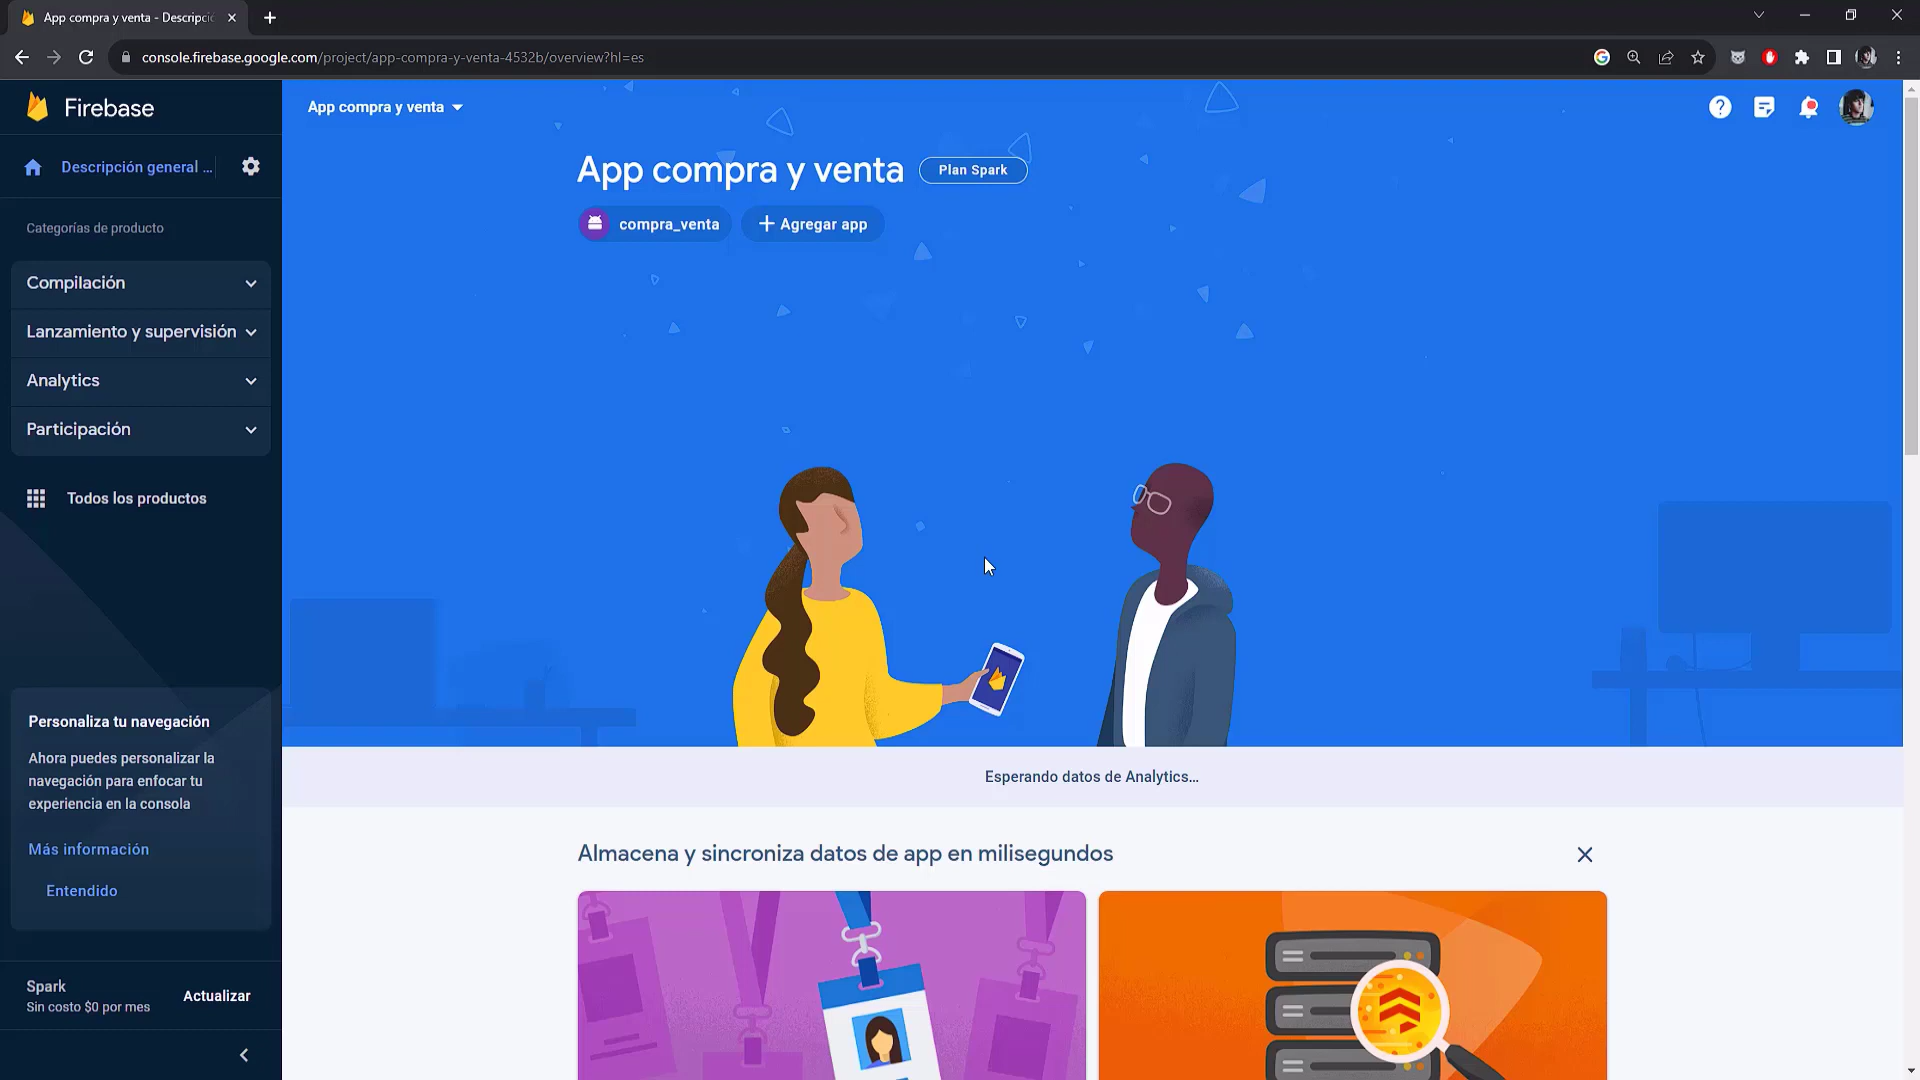 App compra y venta - Descripció
console.firebase.google.com/project/app-compra-y-venta-4532b/overview?hl=es
Firebase
App compra y venta
Descripción general ...
App compra y venta
Plan Spark
compra_venta
Agregar app
Categorías de producto
Compilación
Lanzamiento y supervisión
Analytics
Participación
Todos los productos
Personaliza tu navegación
Ahora puedes personalizar la
navegación para enfocar tu
experiencia en la consola
Más información
Entendido
Spark
Sin costo $0 por mes
Actualizar
Esperando datos de Analytics...
Almacena y sincroniza datos de app en milisegundos